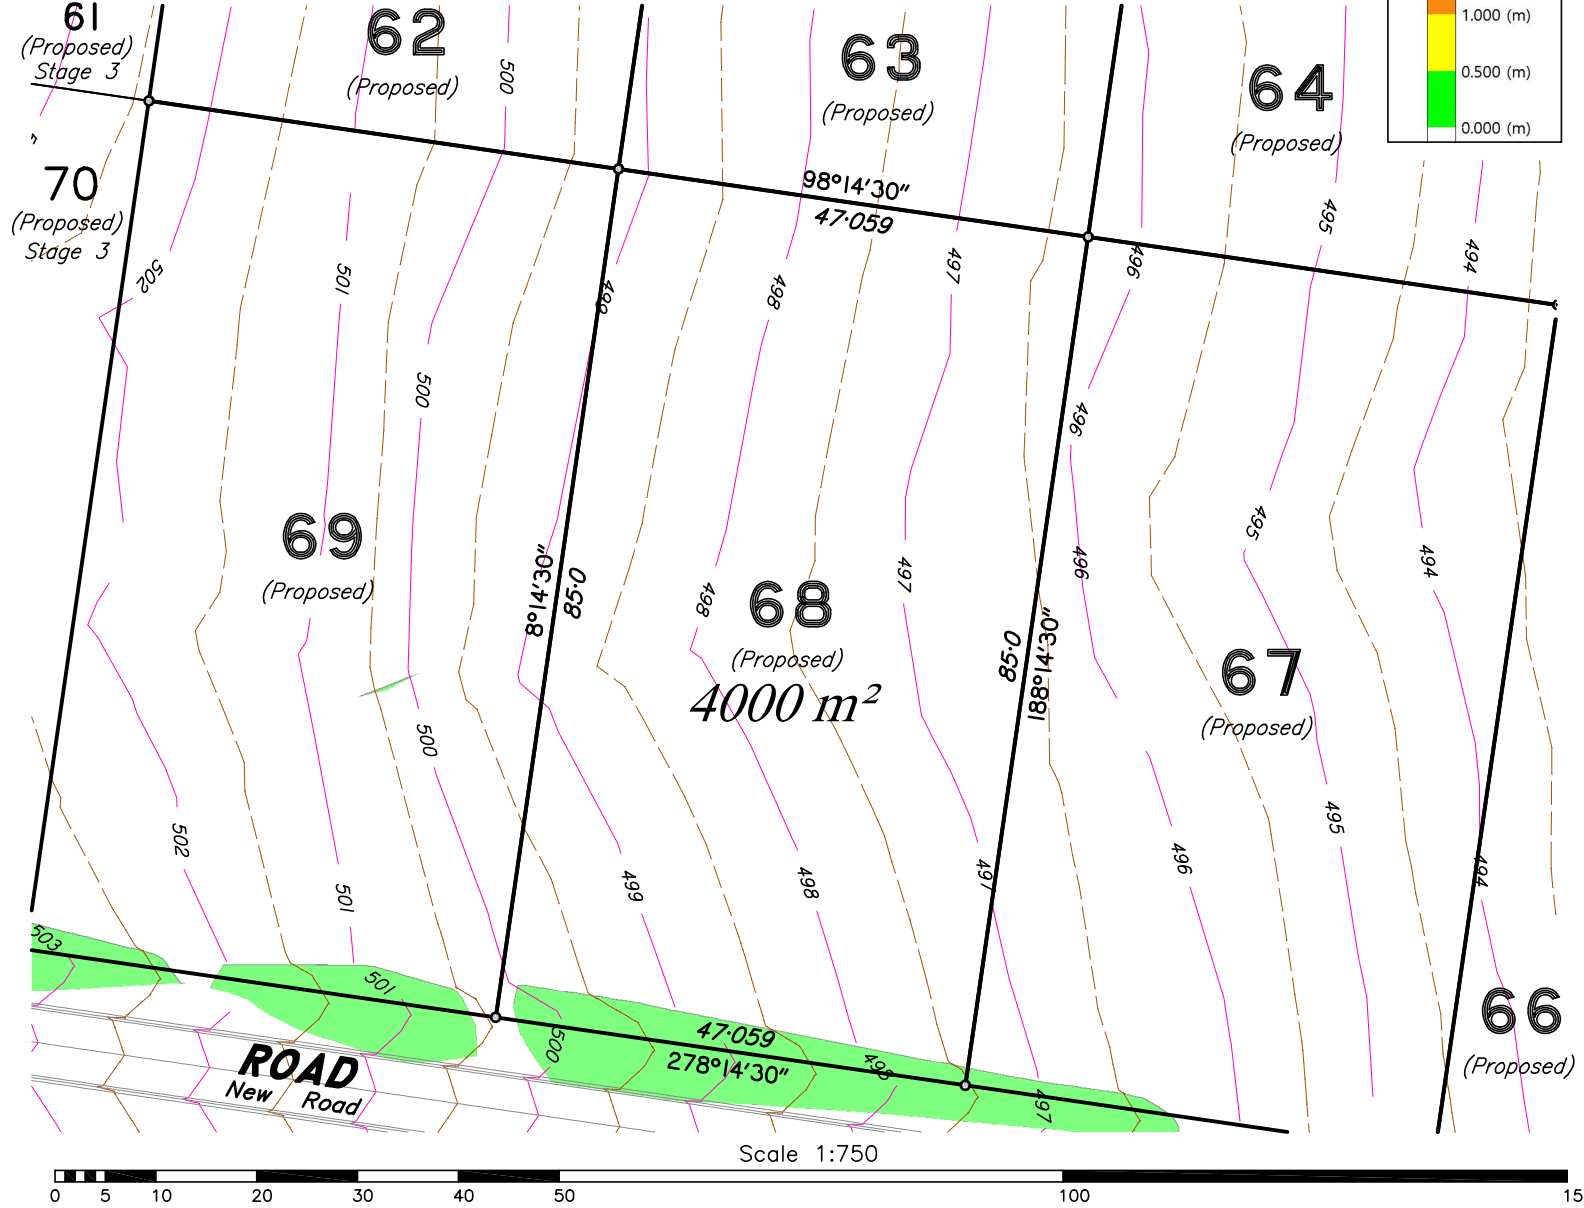 61
(Proposed)
Stage 3
62
(Proposed)
500
63
(Proposed)
64
(Proposed)
1.000 (m)
0.500 (m)
0.000 (m)
70
(Proposed)
Stage 3
98°14'30"
47·059
495
494
502
501
499
498
497
496
500
496
69
(Proposed)
8°14'30"
85·0
498
68
(Proposed)
4000 m²
497
496
85·0
188°14'30"
495
494
67
(Proposed)
500
502
501
499
498
497
496
495
494
503
501
500
47·059
278°14'30"
498
497
66
(Proposed)
ROAD
New Road
Scale 1:750
0 5 10 20 30 40 50 100 15